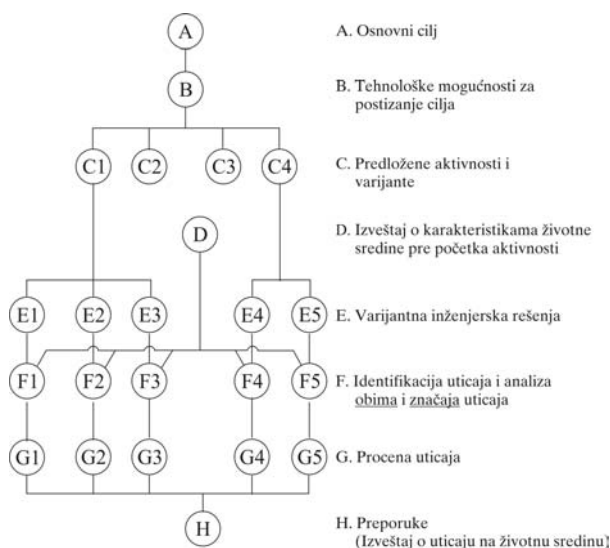 A
A. Osnovni cilj
B
B. Tehnološke mogućnosti za
postizanje cilja
C1 C2 C3 C4
C. Predložene aktivnosti i
varijante
D
D. Izveštaj o karakteristikama životne
sredine pre početka aktivnosti
E1 E2 E3 E4 E5
E. Varijantna inženjerska rešenja
F1 F2 F3 F4 F5
F. Identifikacija uticaja i analiza
obima i značaja uticaja
G1 G2 G3 G4 G5
G. Procena uticaja
H
H. Preporuke
(Izveštaj o uticaju na životnu sredinu)